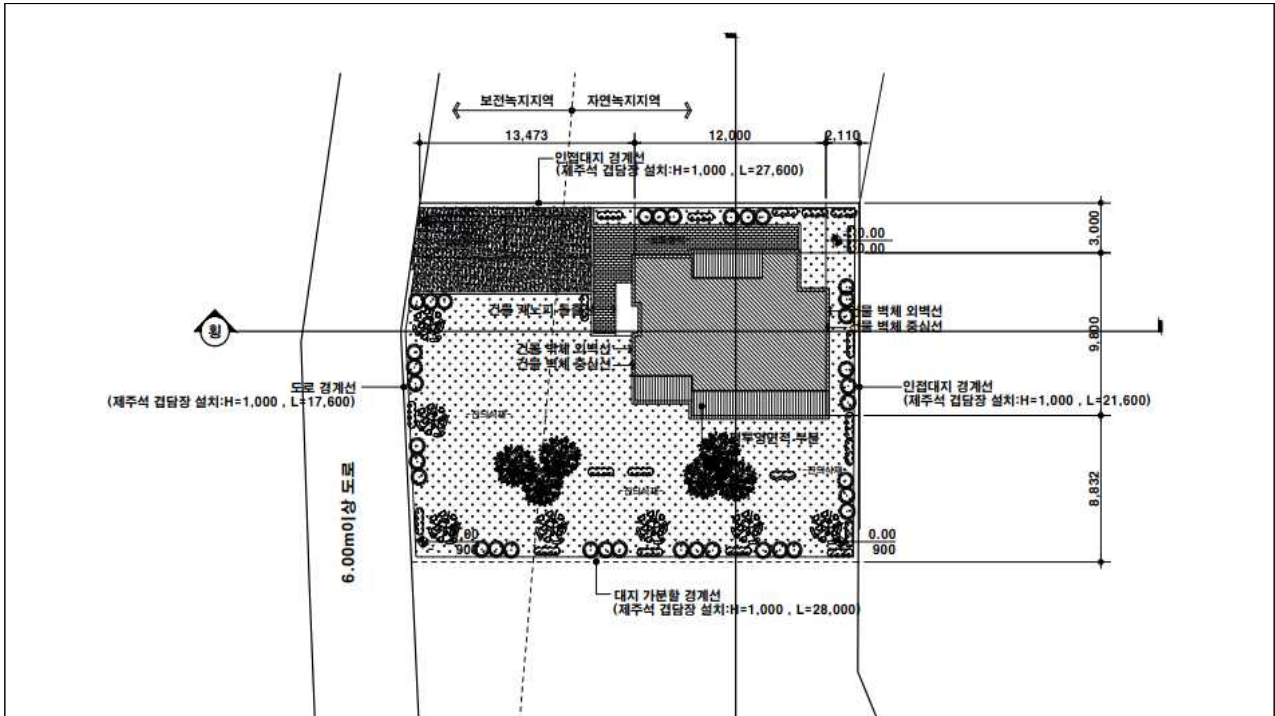 보전녹지지역
자연녹지지역
13,473
12,000
2,110
인접대지 경계선
(제주석 겹담장 설치:H=1,000 , L=27,600)
3,000
0.00
0.00
횡
건물 벽체 외벽선
건물 벽체 중심선
9,800
건물 벽체 외벽선
건물 벽체 중심선
도로 경계선
(제주석 겹담장 설치:H=1,000 , L=17,600)
인접대지 경계선
(제주석 겹담장 설치:H=1,000 , L=21,600)
6.00m이상 도로
8,832
900
0.00
900
대지 가분할 경계선
(제주석 겹담장 설치:H=1,000 , L=28,000)